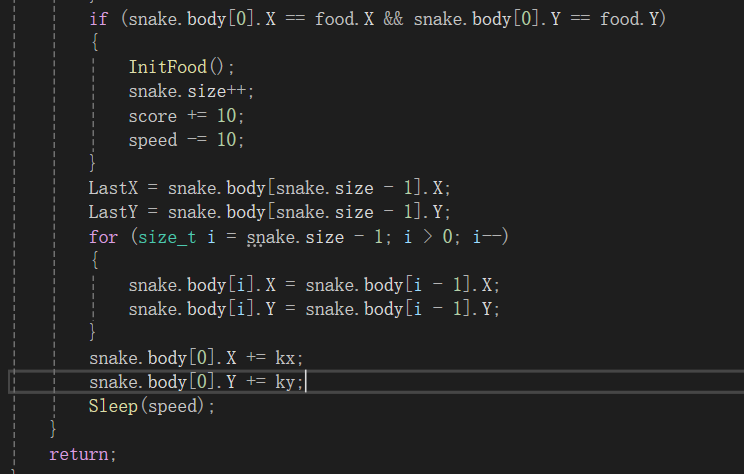 if (snake.body[0].X == food.X && snake.body[0].Y == food.Y)
{
InitFood();
snake.size++;
score += 10;
speed -= 10;
}
LastX = snake.body[snake.size - 1].X;
LastY = snake.body[snake.size - 1].Y;
for (size_t i = snake.size - 1; i > 0; i--)
{
snake.body[i].X = snake.body[i - 1].X;
snake.body[i].Y = snake.body[i - 1].Y;
}
snake.body[0].X += kx;
snake.body[0].Y += ky;
Sleep(speed);
}
return;